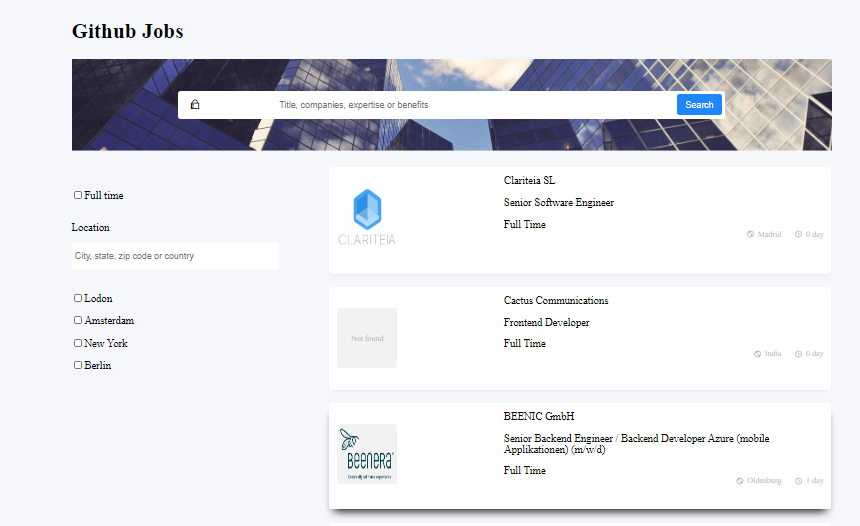 Github Jobs
Title, companies, expertise or benefits
Search
Full time
Location
City, state, zip code or country
Lodon
Amsterdam
New York
Berlin
CLARITEIA
Clariteia SL
Senior Software Engineer
Full Time
Madrid
0 day
Not found
Cactus Communications
Frontend Developer
Full Time
India
0 day
BEENERA
BEENIC GmbH
Senior Backend Engineer / Backend Developer Azure (mobile
Applikationen) (m/w/d)
Full Time
Oldenburg
1 day